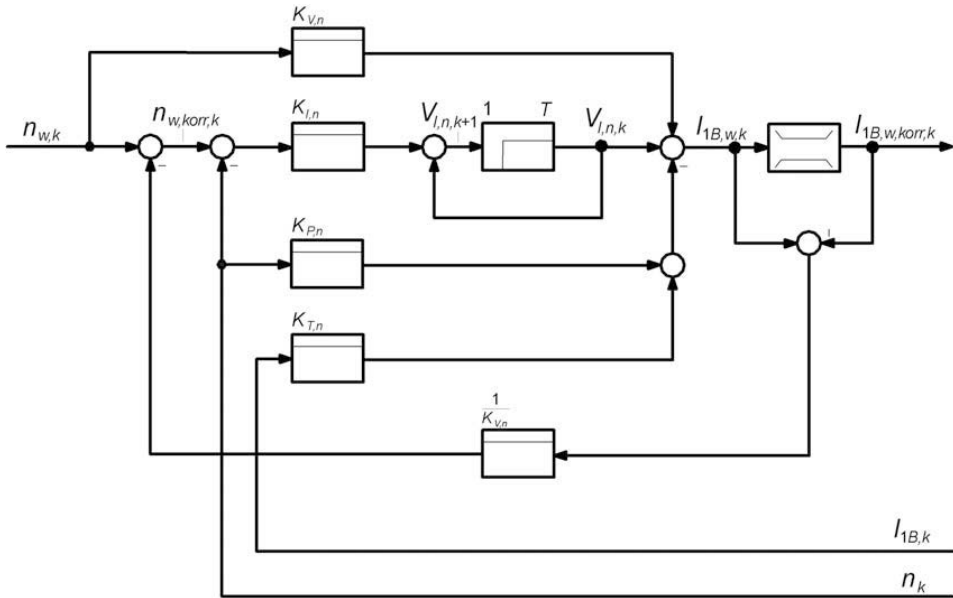 K_{V,n}
n_{w,k}
n_{w,korr,k}
K_{I,n}
V_{I,n,k+1}
1
T
V_{I,n,k}
I_{1B,w,k}
I_{1B,w,korr,k}
K_{P,n}
K_{T,n}
1
K_{V,n}
I_{1B,k}
n_k